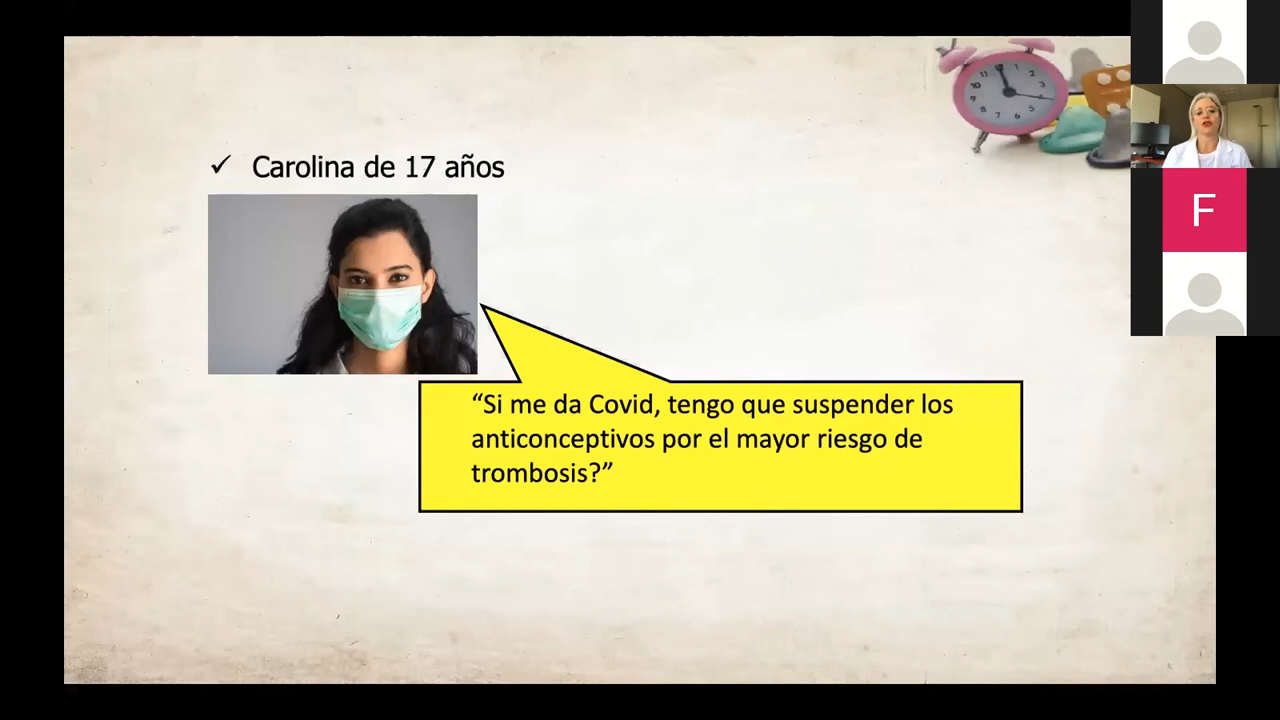 ✓ Carolina de 17 años
“Si me da Covid, tengo que suspender los
anticonceptivos por el mayor riesgo de
trombosis?”
F